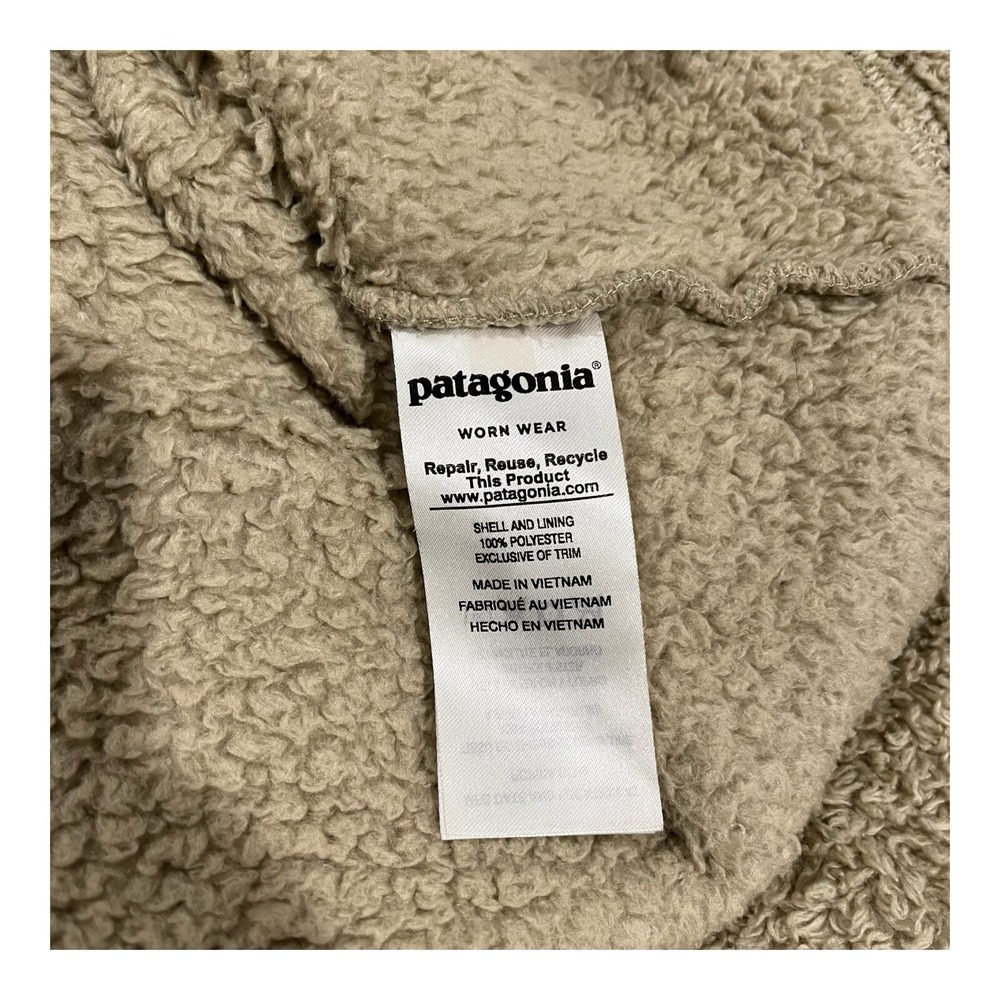 patagonia®
WORN WEAR
Repair, Reuse, Recycle
This Product
www.patagonia.com
SHELL AND LINING
100% POLYESTER
EXCLUSIVE OF TRIM
MADE IN VIETNAM
FABRIQUÉ AU VIETNAM
HECHO EN VIETNAM